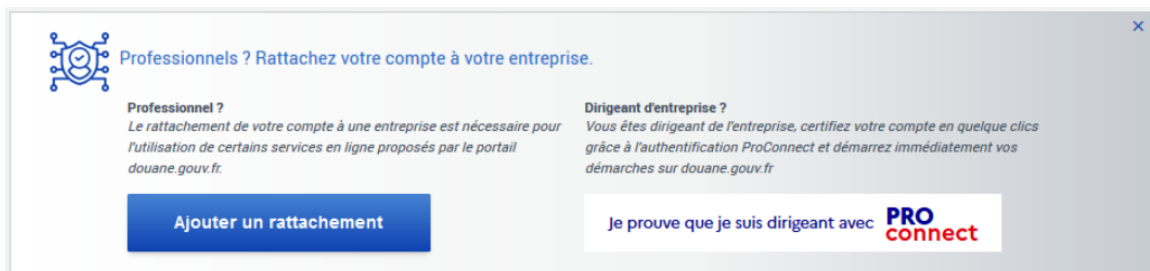 Professionnels ? Rattachez votre compte à votre entreprise.
Professionnel ?
Le rattachement de votre compte à une entreprise est nécessaire pour
l'utilisation de certains services en ligne proposés par le portail
douane.gouv.fr.
Ajouter un rattachement
Dirigeant d'entreprise ?
Vous êtes dirigeant de l'entreprise, certifiez votre compte en quelque clics
grâce à l'authentification ProConnect et démarrez immédiatement vos
démarches sur douane.gouv.fr
Je prouve que je suis dirigeant avec PRO
connect